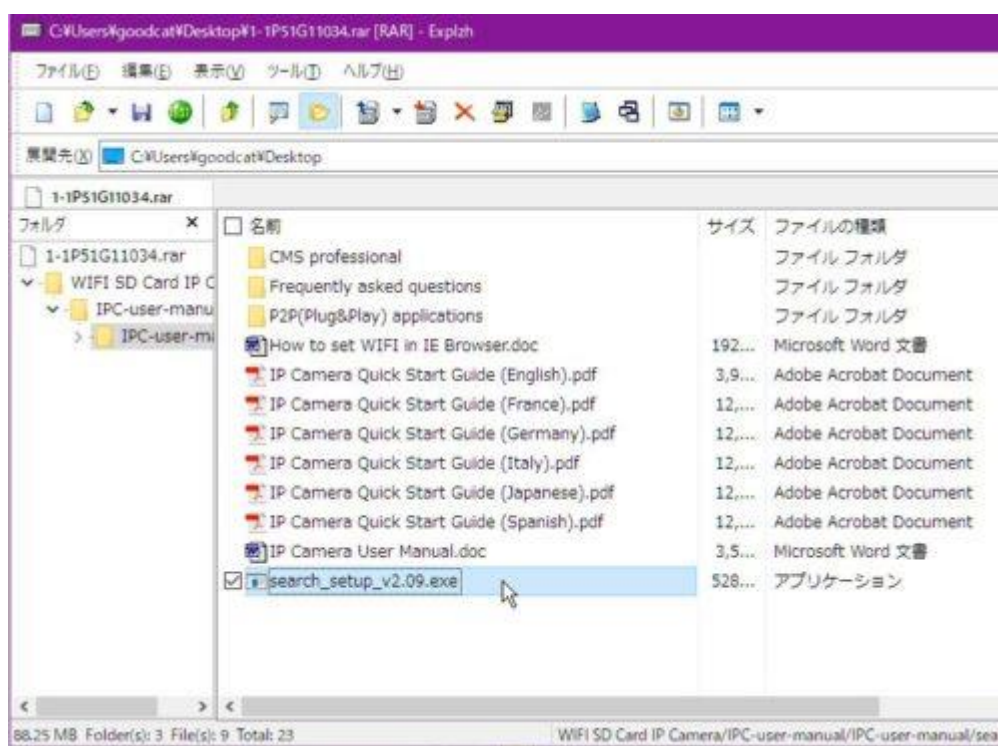 C:¥Users¥goodcat¥Desktop¥1-1P51G11034.rar [RAR] - Explzh
ファイル(F) 編集(E) 表示(V) ツール(T) ヘルプ(H)
展開先(X) C:¥Users¥goodcat¥Desktop
1-1P51G11034.rar
フォルダ × 名前 サイズ ファイルの種類
1-1P51G11034.rar CMS professional ファイル フォルダ
WIFI SD Card IP C Frequently asked questions ファイル フォルダ
IPC-user-manu P2P(Plug&Play) applications ファイル フォルダ
IPC-user-ma How to set WIFI in IE Browser.doc 192... Microsoft Word 文書
IP Camera Quick Start Guide (English).pdf 3,9... Adobe Acrobat Document
IP Camera Quick Start Guide (France).pdf 12,... Adobe Acrobat Document
IP Camera Quick Start Guide (Germany).pdf 12,... Adobe Acrobat Document
IP Camera Quick Start Guide (Italy).pdf 12,... Adobe Acrobat Document
IP Camera Quick Start Guide (Japanese).pdf 12,... Adobe Acrobat Document
IP Camera Quick Start Guide (Spanish).pdf 12,... Adobe Acrobat Document
IP Camera User Manual.doc 3,5... Microsoft Word 文書
search_setup_v2.09.exe 528... アプリケーション
88.25 MB Folder(s): 3 File(s): 9 Total: 23 WIFI SD Card IP Camera/IPC-user-manual/IPC-user-manual/sea